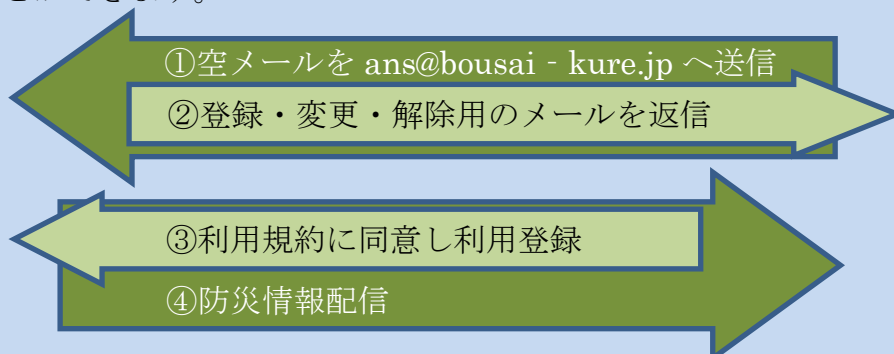 ①空メールを ans@bousai‐kure.jp へ送信
②登録・変更・解除用のメールを返信
③利用規約に同意し利用登録
④防災情報配信